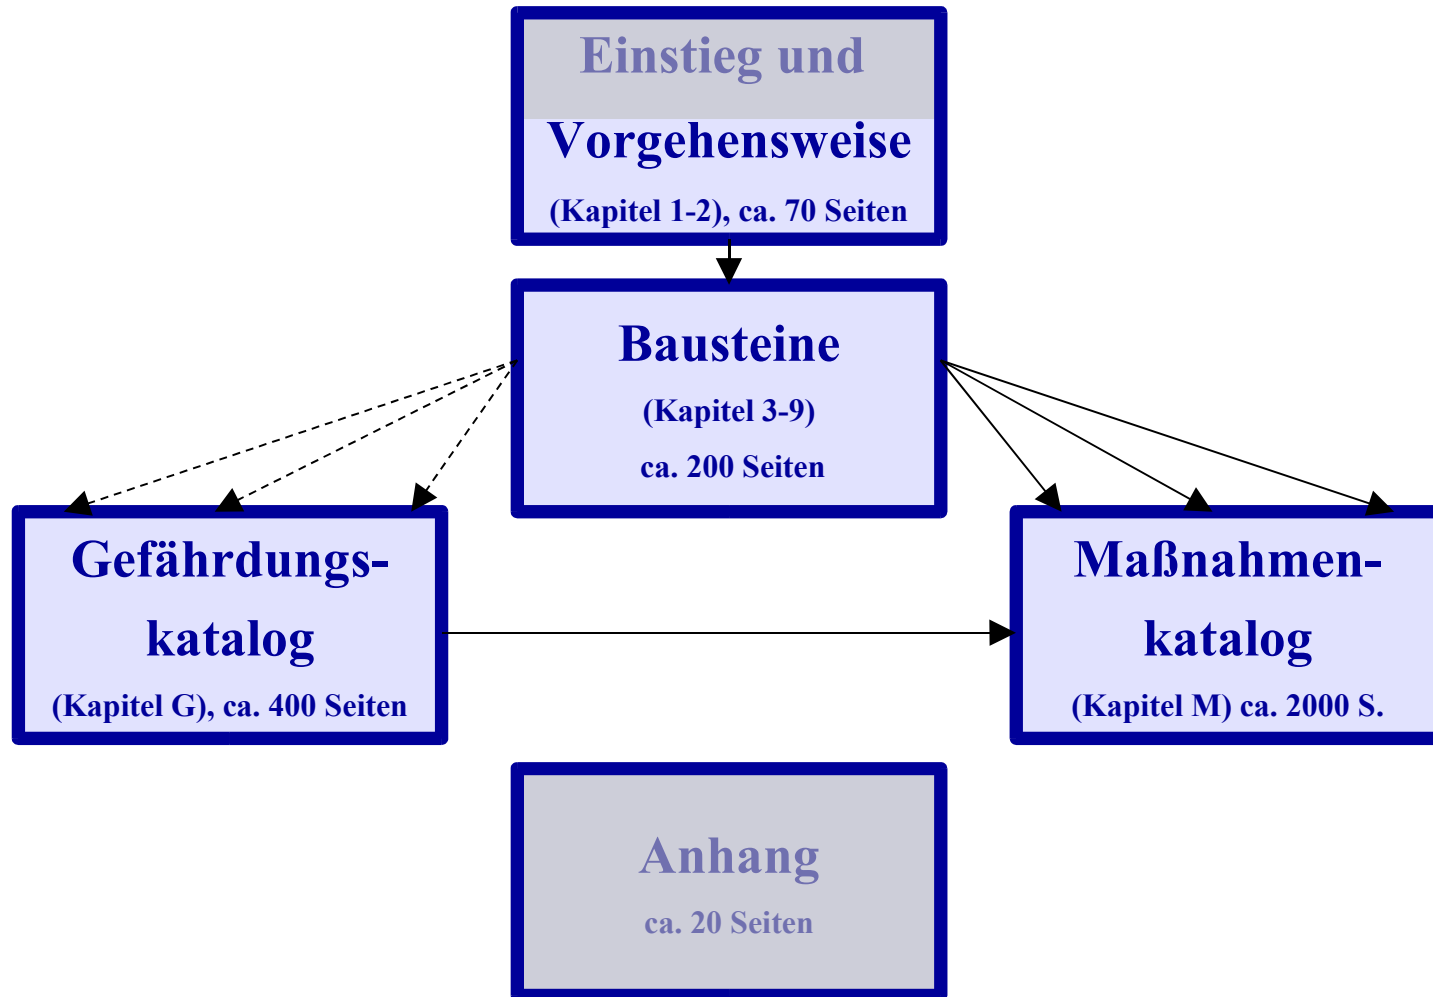 Einstieg und
Vorgehensweise
(Kapitel 1-2), ca. 70 Seiten
Bausteine
(Kapitel 3-9)
ca. 200 Seiten
Gefährdungs-
katalog
(Kapitel G), ca. 400 Seiten
Maßnahmen-
katalog
(Kapitel M) ca. 2000 S.
Anhang
ca. 20 Seiten